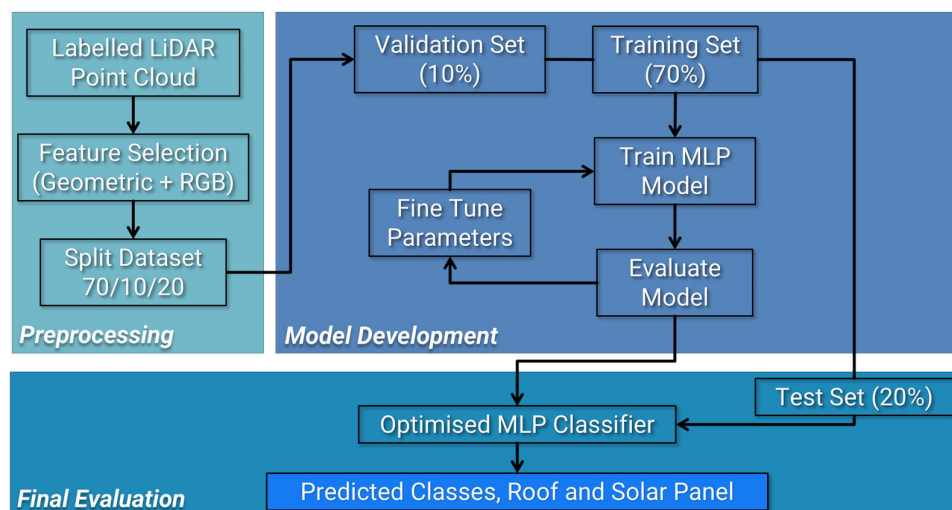 Labelled LiDAR
Point Cloud
Feature Selection
(Geometric + RGB)
Split Dataset
70/10/20
Preprocessing
Validation Set
(10%)
Training Set
(70%)
Train MLP
Model
Fine Tune
Parameters
Evaluate
Model
Model Development
Test Set (20%)
Optimised MLP Classifier
Predicted Classes, Roof and Solar Panel
Final Evaluation